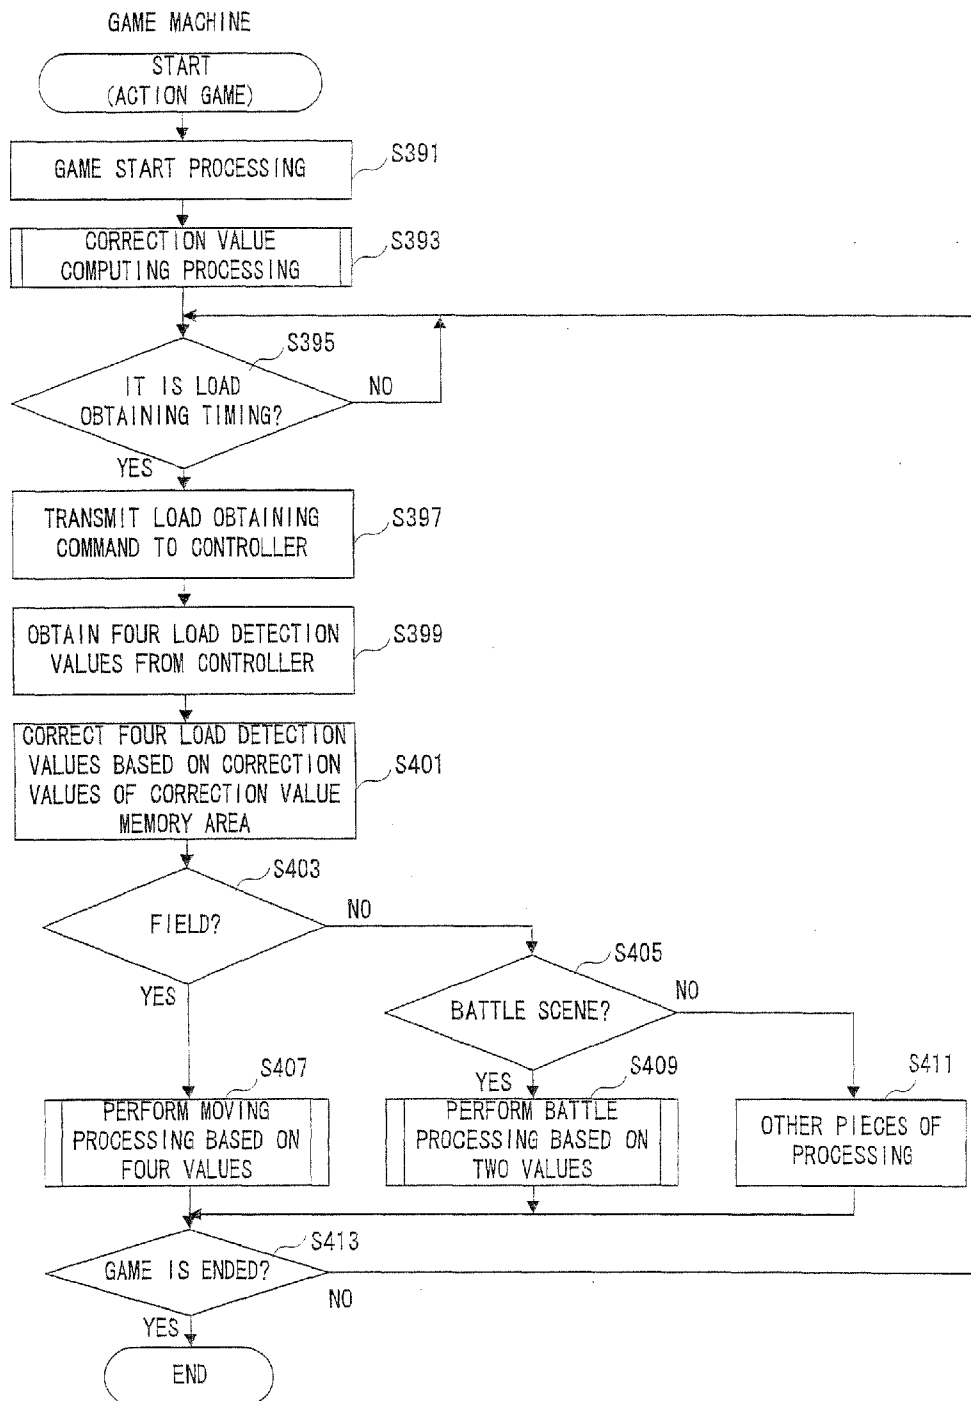 GAME MACHINE
START
(ACTION GAME)
GAME START PROCESSING
S391
CORRECTION VALUE
COMPUTING PROCESSING
S393
S395
IT IS LOAD
OBTAINING TIMING?
NO
YES
TRANSMIT LOAD OBTAINING
COMMAND TO CONTROLLER
S397
OBTAIN FOUR LOAD DETECTION
VALUES FROM CONTROLLER
S399
CORRECT FOUR LOAD DETECTION
VALUES BASED ON CORRECTION
VALUES OF CORRECTION VALUE
MEMORY AREA
S401
S403
FIELD?
NO
YES
S405
BATTLE SCENE?
NO
YES
S407
PERFORM MOVING
PROCESSING BASED ON
FOUR VALUES
S409
PERFORM BATTLE
PROCESSING BASED ON
TWO VALUES
S411
OTHER PIECES OF
PROCESSING
S413
GAME IS ENDED?
NO
YES
END